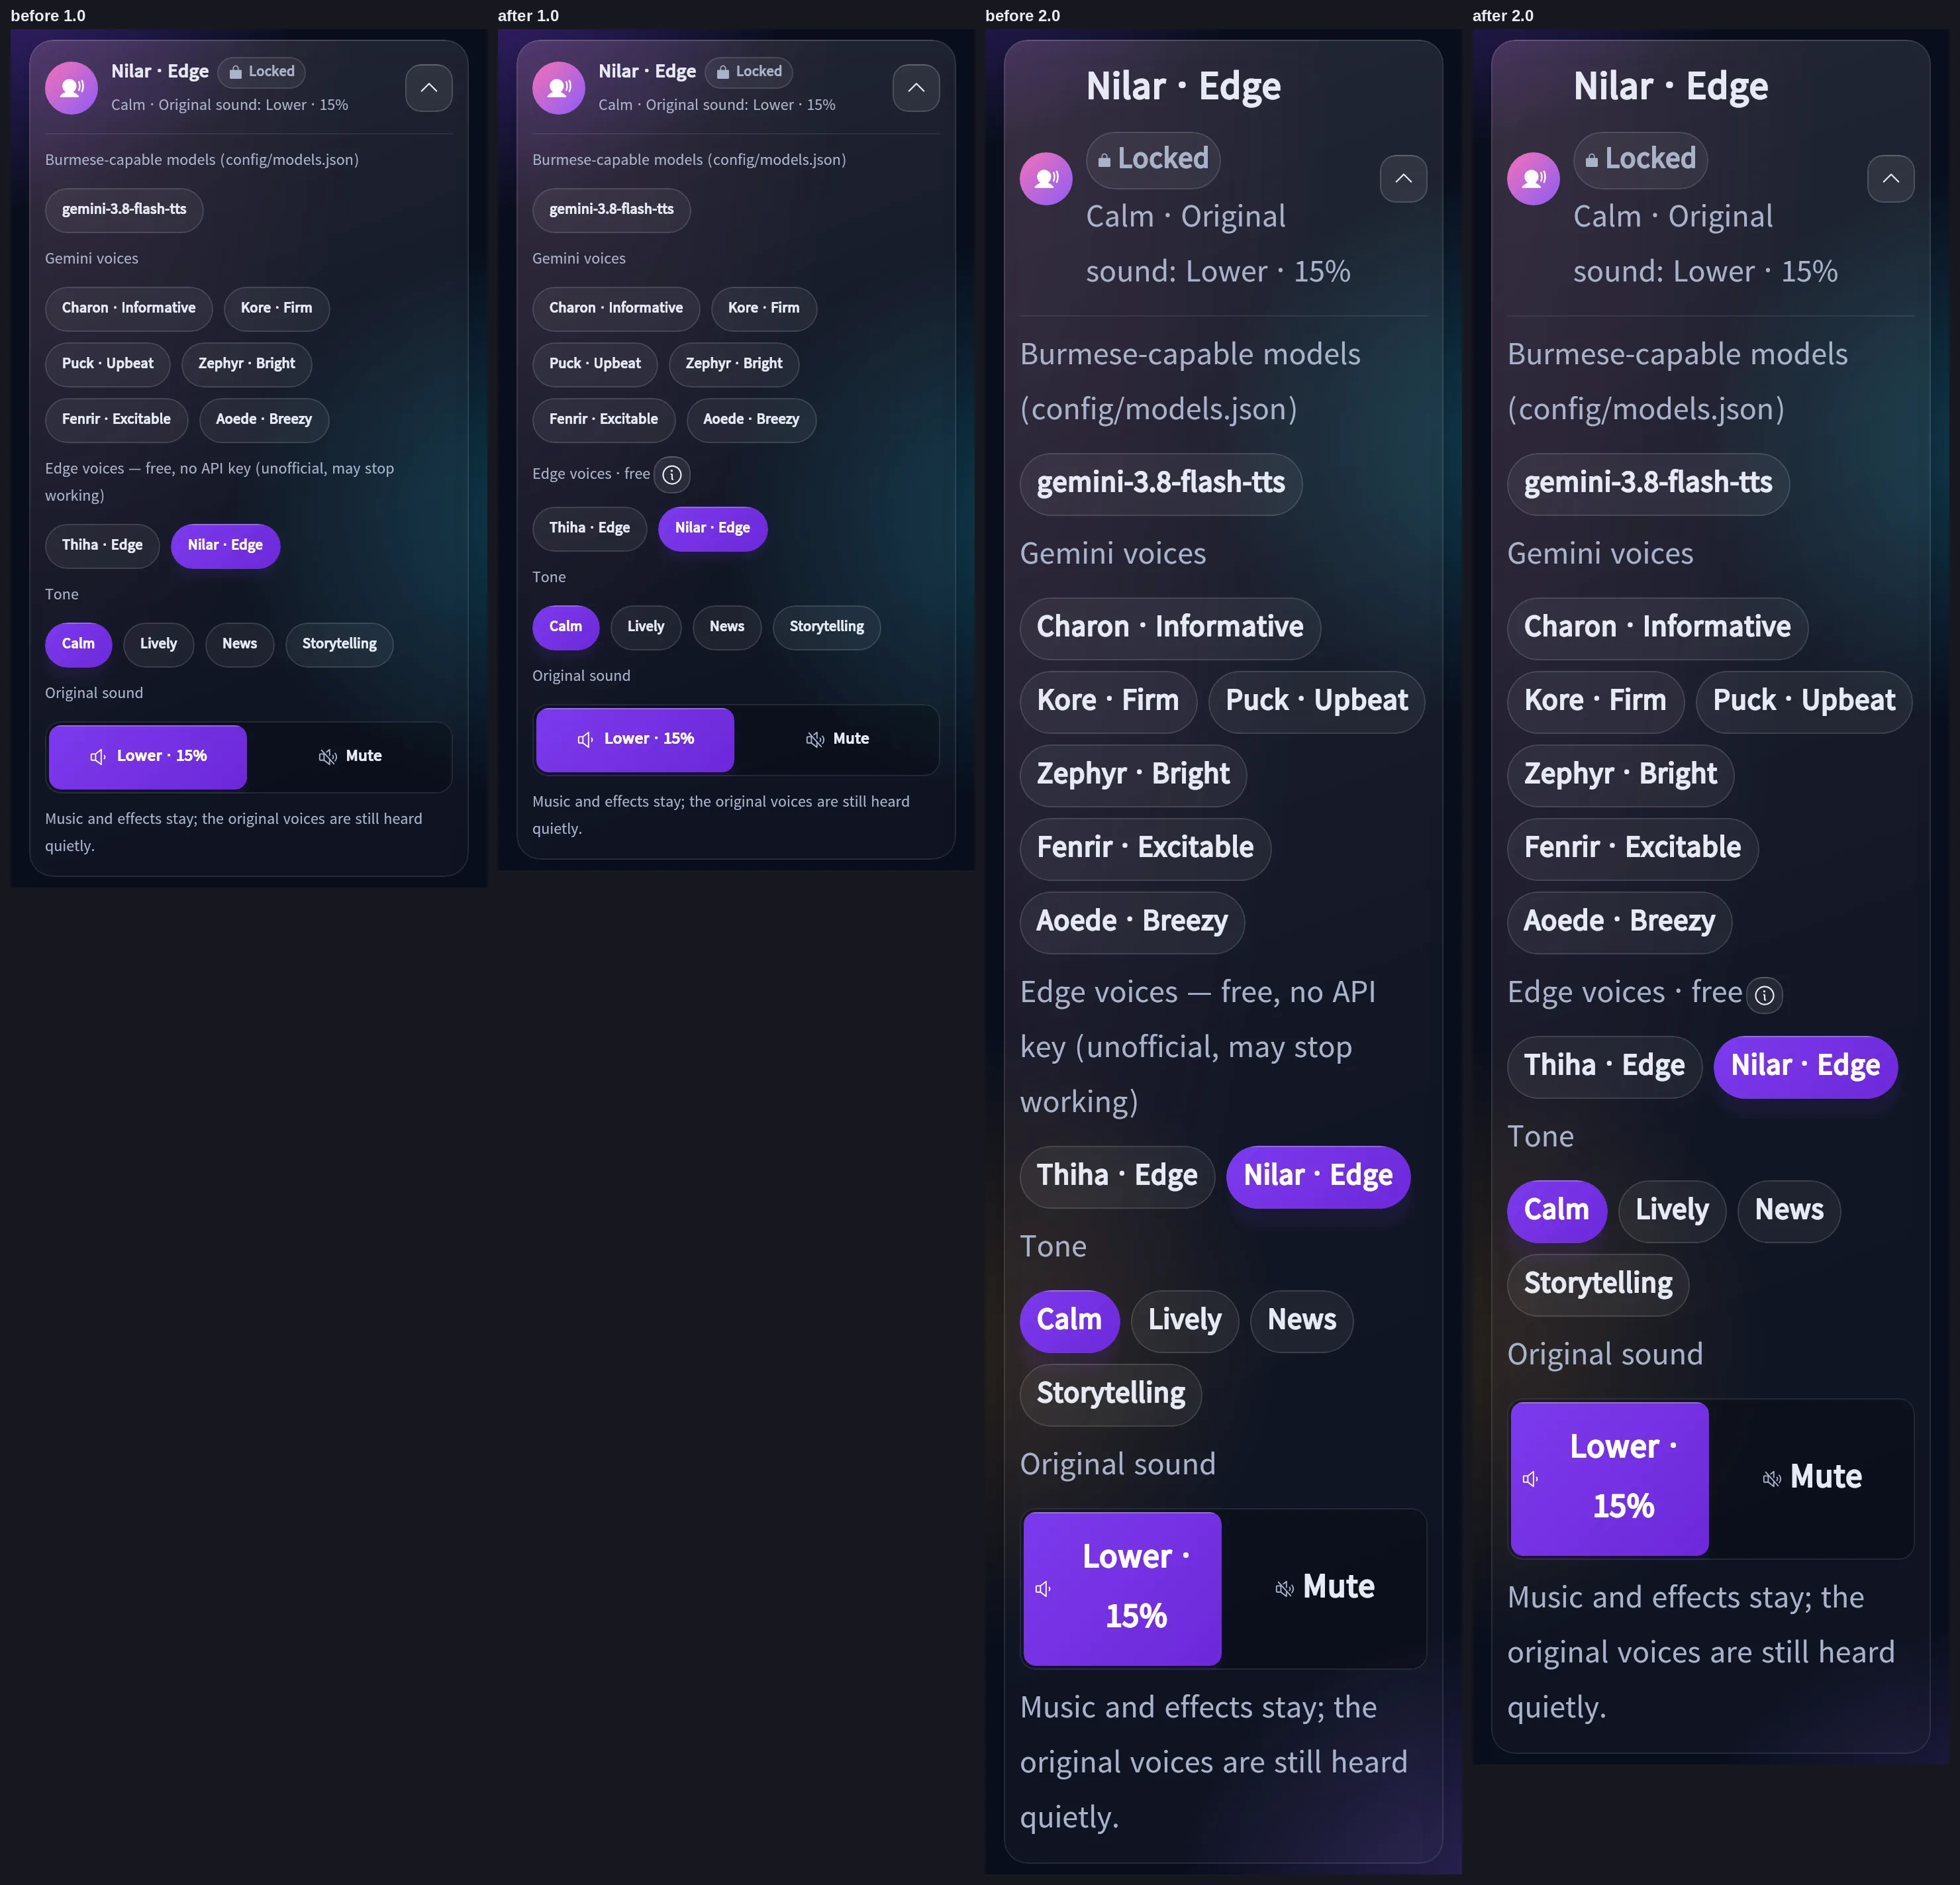 before 1.0
Nilar · Edge
Locked
Calm · Original sound: Lower · 15%
Burmese-capable models (config/models.json)
gemini-3.8-flash-tts
Gemini voices
Charon · Informative
Kore · Firm
Puck · Upbeat
Zephyr · Bright
Fenrir · Excitable
Aoede · Breezy
Edge voices — free, no API key (unofficial, may stop
working)
Thiha · Edge
Nilar · Edge
Tone
Calm
Lively
News
Storytelling
Original sound
Lower · 15%
Mute
Music and effects stay; the original voices are still heard
quietly.
after 1.0
Nilar · Edge
Locked
Calm · Original sound: Lower · 15%
Burmese-capable models (config/models.json)
gemini-3.8-flash-tts
Gemini voices
Charon · Informative
Kore · Firm
Puck · Upbeat
Zephyr · Bright
Fenrir · Excitable
Aoede · Breezy
Edge voices · free
Thiha · Edge
Nilar · Edge
Tone
Calm
Lively
News
Storytelling
Original sound
Lower · 15%
Mute
Music and effects stay; the original voices are still heard
quietly.
before 2.0
Nilar · Edge
Locked
Calm · Original
sound: Lower · 15%
Burmese-capable models
(config/models.json)
gemini-3.8-flash-tts
Gemini voices
Charon · Informative
Kore · Firm
Puck · Upbeat
Zephyr · Bright
Fenrir · Excitable
Aoede · Breezy
Edge voices — free, no API
key (unofficial, may stop
working)
Thiha · Edge
Nilar · Edge
Tone
Calm
Lively
News
Storytelling
Original sound
Lower ·
15%
Mute
Music and effects stay; the
original voices are still heard
quietly.
after 2.0
Nilar · Edge
Locked
Calm · Original
sound: Lower · 15%
Burmese-capable models
(config/models.json)
gemini-3.8-flash-tts
Gemini voices
Charon · Informative
Kore · Firm
Puck · Upbeat
Zephyr · Bright
Fenrir · Excitable
Aoede · Breezy
Edge voices · free
Thiha · Edge
Nilar · Edge
Tone
Calm
Lively
News
Storytelling
Original sound
Lower ·
15%
Mute
Music and effects stay; the
original voices are still heard
quietly.